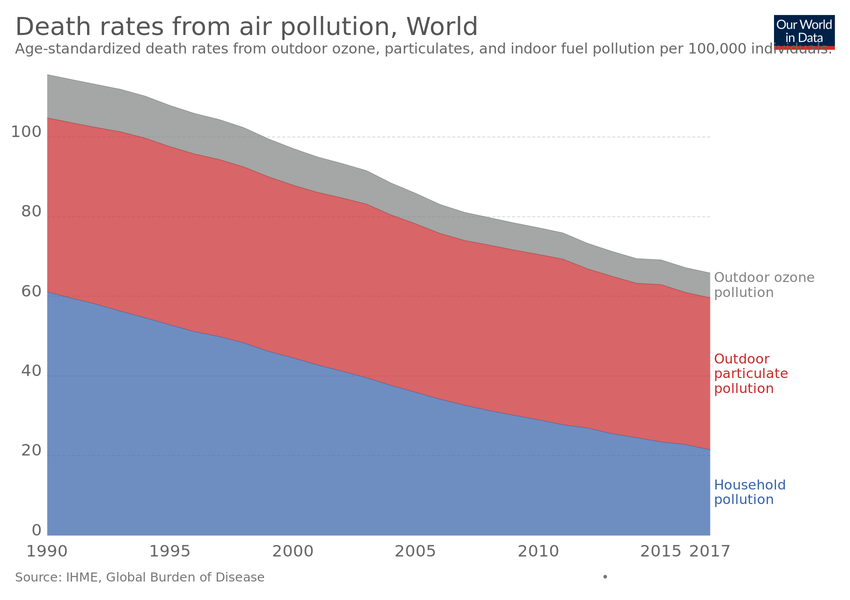 Death rates from air pollution, World
Our World
in Data
Age-standardized death rates from outdoor ozone, particulates, and indoor fuel pollution per 100,000 individuals.
100
80
60
40
20
0
Outdoor ozone
pollution
Outdoor
particulate
pollution
Household
pollution
1990 1995 2000 2005 2010 2015 2017
Source: IHME, Global Burden of Disease
•